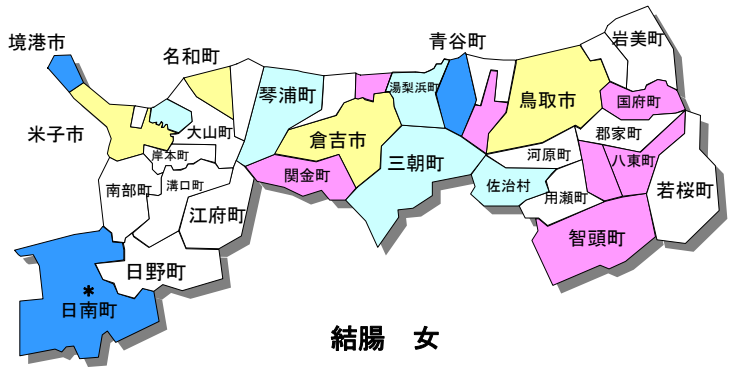 境港市
名和町
青谷町
岩美町
琴浦町
湯梨浜町
鳥取市
国府町
米子市
大山町
倉吉市
郡家町
岸本町
三朝町
河原町
八東町
関金町
南部町
溝口町
佐治村
用瀬町
若桜町
江府町
智頭町
日野町
*
日南町
結腸　女